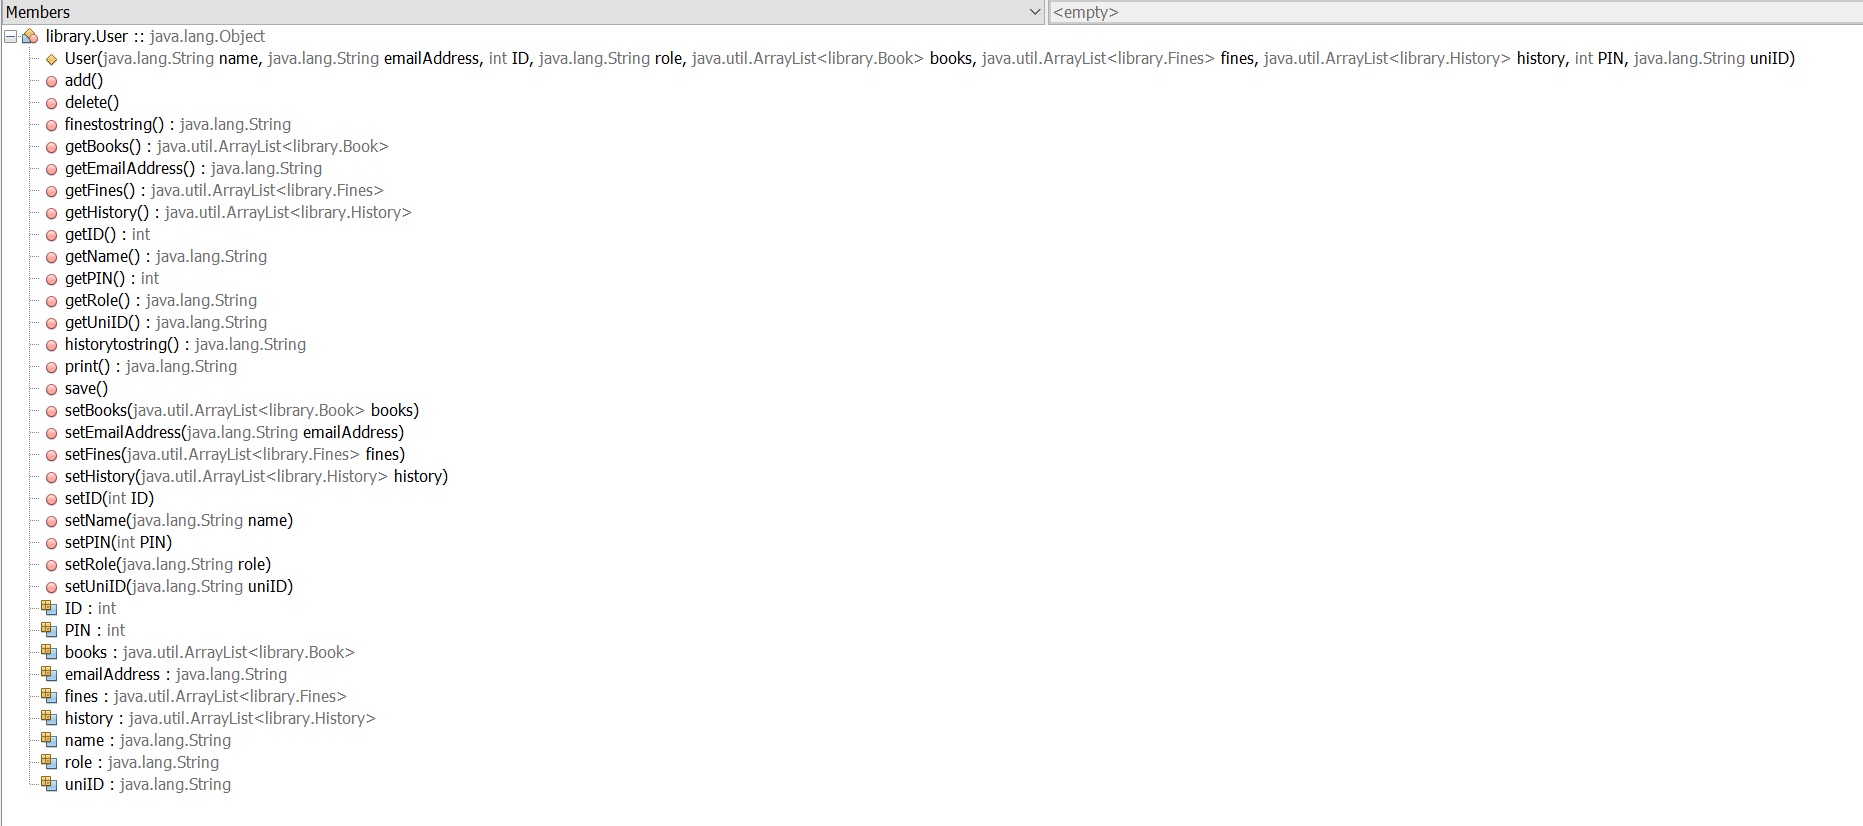 Members <empty>
library.User :: java.lang.Object
User(java.lang.String name, java.lang.String emailAddress, int ID, java.lang.String role, java.util.ArrayList<library.Book> books, java.util.ArrayList<library.Fines> fines, java.util.ArrayList<library.History> history, int PIN, java.lang.String uniID)
add()
delete()
finestostring() : java.lang.String
getBooks() : java.util.ArrayList<library.Book>
getEmailAddress() : java.lang.String
getFines() : java.util.ArrayList<library.Fines>
getHistory() : java.util.ArrayList<library.History>
getID() : int
getName() : java.lang.String
getPIN() : int
getRole() : java.lang.String
getUniID() : java.lang.String
historytostring() : java.lang.String
print() : java.lang.String
save()
setBooks(java.util.ArrayList<library.Book> books)
setEmailAddress(java.lang.String emailAddress)
setFines(java.util.ArrayList<library.Fines> fines)
setHistory(java.util.ArrayList<library.History> history)
setID(int ID)
setName(java.lang.String name)
setPIN(int PIN)
setRole(java.lang.String role)
setUniID(java.lang.String uniID)
ID : int
PIN : int
books : java.util.ArrayList<library.Book>
emailAddress : java.lang.String
fines : java.util.ArrayList<library.Fines>
history : java.util.ArrayList<library.History>
name : java.lang.String
role : java.lang.String
uniID : java.lang.String